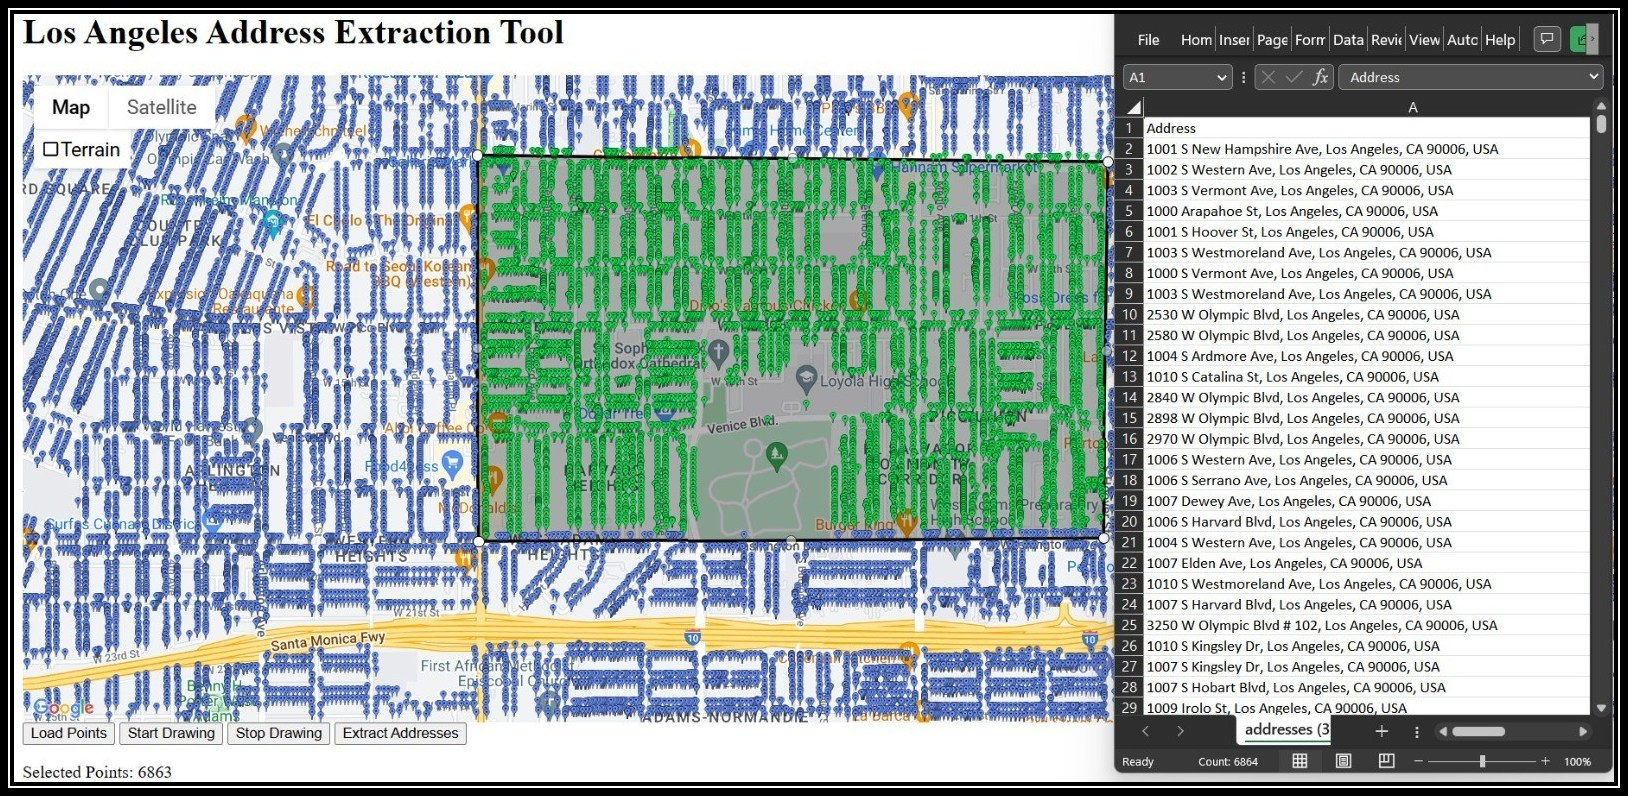 Los Angeles Address Extraction Tool
Map
Satellite
Terrain
El Cholo - The Original
Road to Seoul Korean
BBQ (Western)
Hannam Supermarket
Loyola High School
W 15th St
Venice Blvd.
Food4Less
McDonald's
Burger King
HEIGHTS
HEIGHTS
W 21st St
Santa Monica Fwy
10
10
W 23rd St
First African Methodist
Episcopal Church
ADAMS-NORMANDIE
La Barca
Google
Load Points
Start Drawing
Stop Drawing
Extract Addresses
Selected Points: 6863
File
Hom
Inser
Page
Forr
Data
Revie
View
Autc
Help
A1
fx
Address
A
1 Address
2 1001 S New Hampshire Ave, Los Angeles, CA 90006, USA
3 1002 S Western Ave, Los Angeles, CA 90006, USA
4 1003 S Vermont Ave, Los Angeles, CA 90006, USA
5 1000 Arapahoe St, Los Angeles, CA 90006, USA
6 1001 S Hoover St, Los Angeles, CA 90006, USA
7 1003 S Westmoreland Ave, Los Angeles, CA 90006, USA
8 1000 S Vermont Ave, Los Angeles, CA 90006, USA
9 1003 S Westmoreland Ave, Los Angeles, CA 90006, USA
10 2530 W Olympic Blvd, Los Angeles, CA 90006, USA
11 2580 W Olympic Blvd, Los Angeles, CA 90006, USA
12 1004 S Ardmore Ave, Los Angeles, CA 90006, USA
13 1010 S Catalina St, Los Angeles, CA 90006, USA
14 2840 W Olympic Blvd, Los Angeles, CA 90006, USA
15 2898 W Olympic Blvd, Los Angeles, CA 90006, USA
16 2970 W Olympic Blvd, Los Angeles, CA 90006, USA
17 1006 S Western Ave, Los Angeles, CA 90006, USA
18 1006 S Serrano Ave, Los Angeles, CA 90006, USA
19 1007 Dewey Ave, Los Angeles, CA 90006, USA
20 1006 S Harvard Blvd, Los Angeles, CA 90006, USA
21 1004 S Western Ave, Los Angeles, CA 90006, USA
22 1007 Elden Ave, Los Angeles, CA 90006, USA
23 1010 S Westmoreland Ave, Los Angeles, CA 90006, USA
24 1007 S Harvard Blvd, Los Angeles, CA 90006, USA
25 3250 W Olympic Blvd # 102, Los Angeles, CA 90006, USA
26 1010 S Kingsley Dr, Los Angeles, CA 90006, USA
27 1007 S Kingsley Dr, Los Angeles, CA 90006, USA
28 1007 S Hobart Blvd, Los Angeles, CA 90006, USA
29 1009 Irolo St, Los Angeles, CA 90006, USA
addresses (3
Ready
Count: 6864
100%